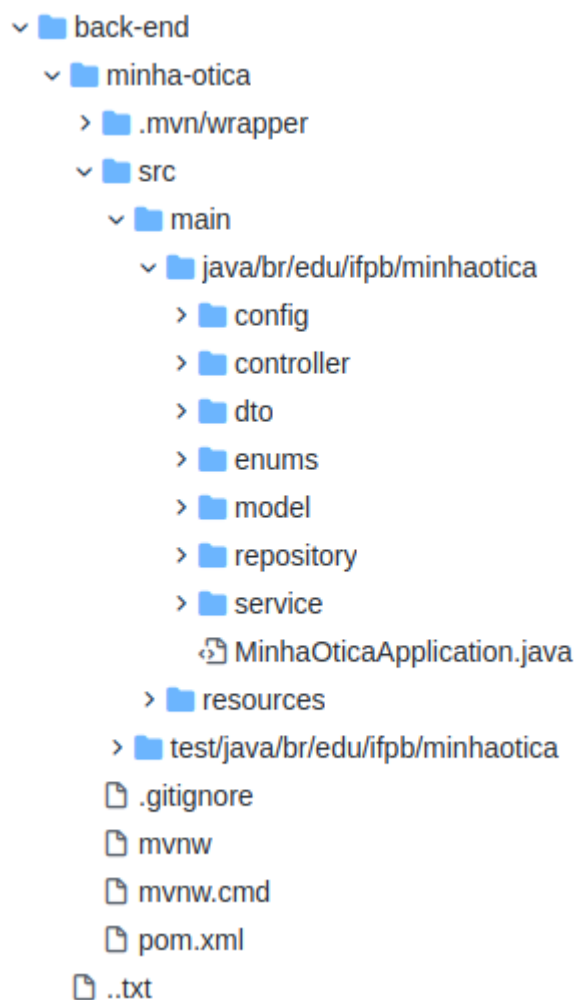 back-end
minha-otica
.mvn/wrapper
src
main
java/br/edu/ifpb/minhaotica
config
controller
dto
enums
model
repository
service
MinhaOticaApplication.java
resources
test/java/br/edu/ifpb/minhaotica
.gitignore
mvnw
mvnw.cmd
pom.xml
..txt